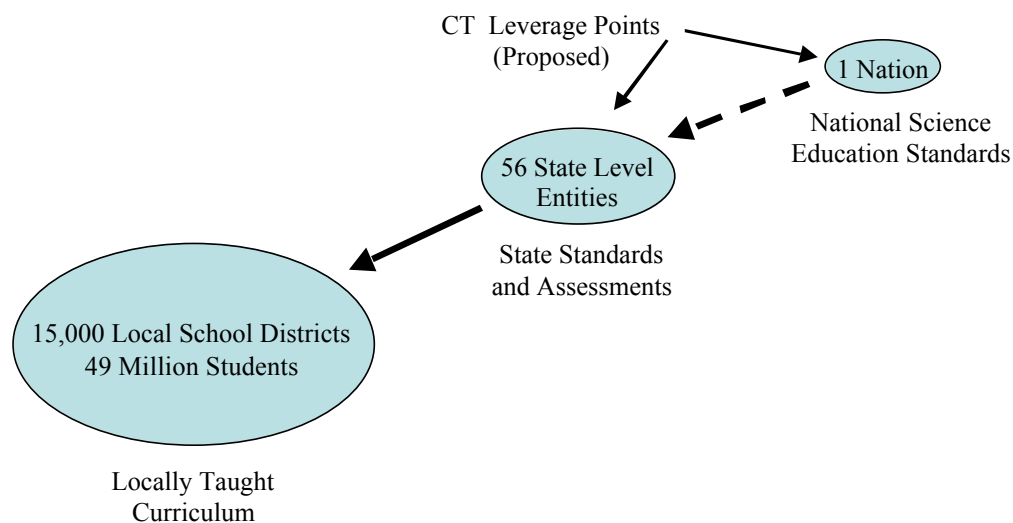 CT Leverage Points
(Proposed)
1 Nation
National Science
Education Standards
56 State Level
Entities
State Standards
and Assessments
15,000 Local School Districts
49 Million Students
Locally Taught
Curriculum